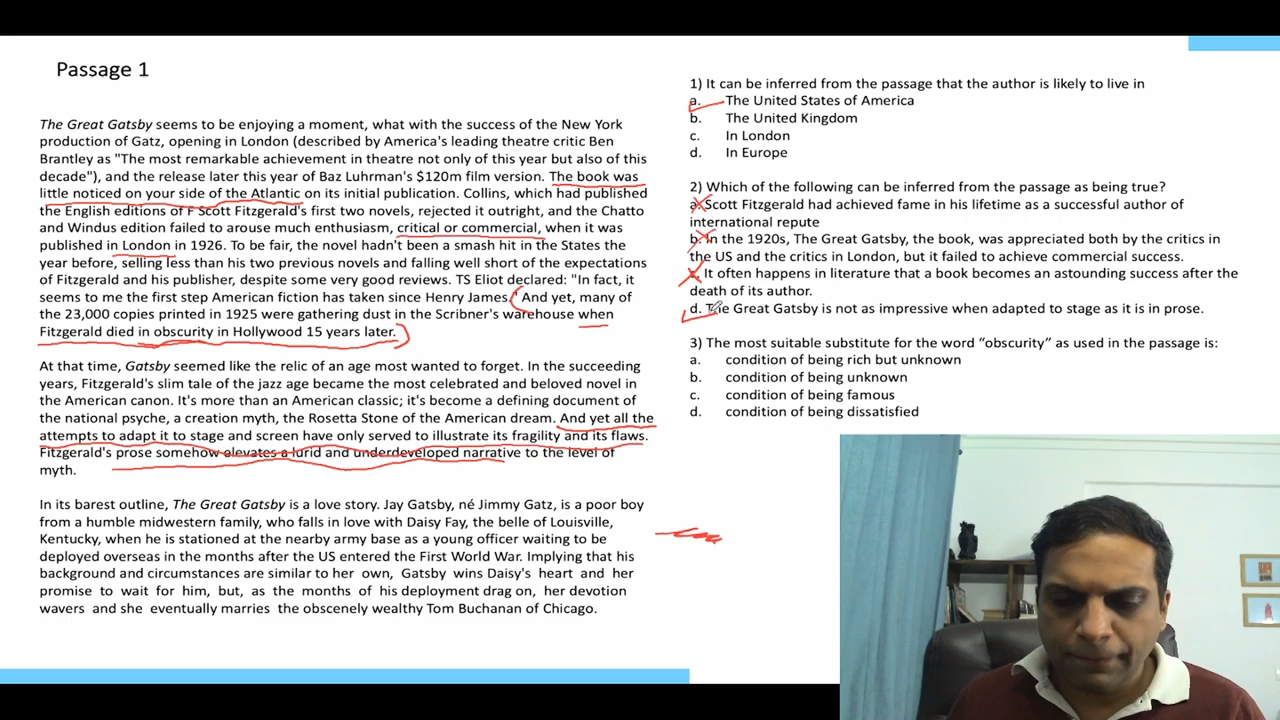 Passage 1
The Great Gatsby seems to be enjoying a moment, what with the success of the New York
production of Gatz, opening in London (described by America's leading theatre critic Ben
Brantley as "The most remarkable achievement in theatre not only of this year but also of this
decade"), and the release later this year of Baz Luhrman's $120m film version. The book was
little noticed on your side of the Atlantic on its initial publication. Collins, which had published
the English editions of F Scott Fitzgerald's first two novels, rejected it outright, and the Chatto
and Windus edition failed to arouse much enthusiasm, critical or commercial, when it was
published in London in 1926. To be fair, the novel hadn't been a smash hit in the States the
year before, selling less than his two previous novels and falling well short of the expectations
of Fitzgerald and his publisher, despite some very good reviews. TS Eliot declared: "In fact, it
seems to me the first step American fiction has taken since Henry James." And yet, many of
the 23,000 copies printed in 1925 were gathering dust in the Scribner's warehouse when
Fitzgerald died in obscurity in Hollywood 15 years later.
At that time, Gatsby seemed like the relic of an age most wanted to forget. In the succeeding
years, Fitzgerald's slim tale of the jazz age became the most celebrated and beloved novel in
the American canon. It's more than an American classic; it's become a defining document of
the national psyche, a creation myth, the Rosetta Stone of the American dream. And yet all the
attempts to adapt it to stage and screen have only served to illustrate its fragility and its flaws.
Fitzgerald's prose somehow elevates a lurid and underdeveloped narrative to the level of
myth.
In its barest outline, The Great Gatsby is a love story. Jay Gatsby, né Jimmy Gatz, is a poor boy
from a humble midwestern family, who falls in love with Daisy Fay, the belle of Louisville,
Kentucky, when he is stationed at the nearby army base as a young officer waiting to be
deployed overseas in the months after the US entered the First World War. Implying that his
background and circumstances are similar to her own, Gatsby wins Daisy's heart and her
promise to wait for him, but, as the months of his deployment drag on, her devotion
wavers and she eventually marries the obscenely wealthy Tom Buchanan of Chicago.
1) It can be inferred from the passage that the author is likely to live in
a. The United States of America
b. The United Kingdom
c. In London
d. In Europe
2) Which of the following can be inferred from the passage as being true?
a. Scott Fitzgerald had achieved fame in his lifetime as a successful author of
international repute
b. In the 1920s, The Great Gatsby, the book, was appreciated both by the critics in
the US and the critics in London, but it failed to achieve commercial success.
c. It often happens in literature that a book becomes an astounding success after the
death of its author.
d. The Great Gatsby is not as impressive when adapted to stage as it is in prose.
3) The most suitable substitute for the word "obscurity" as used in the passage is:
a. condition of being rich but unknown
b. condition of being unknown
c. condition of being famous
d. condition of being dissatisfied